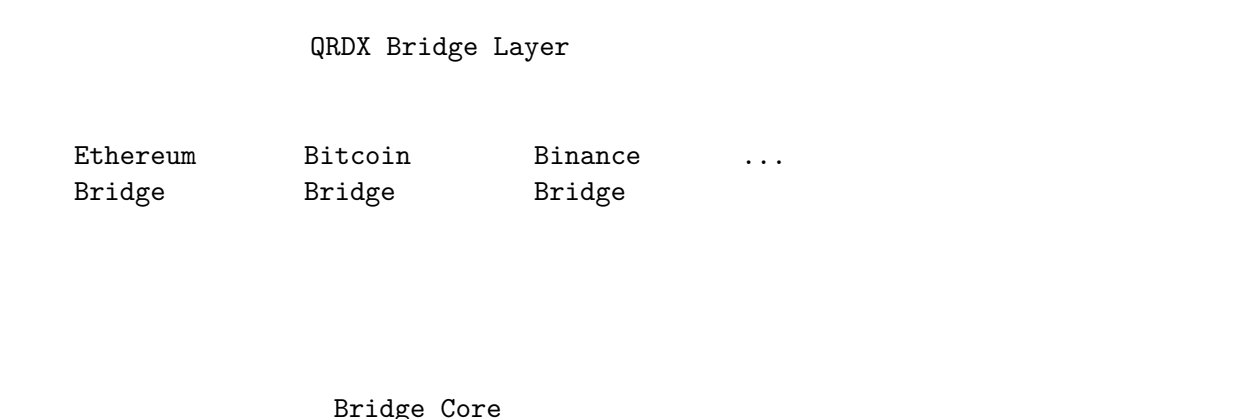 QRDX Bridge Layer
Ethereum Bitcoin Binance ...
Bridge Bridge Bridge
Bridge Core